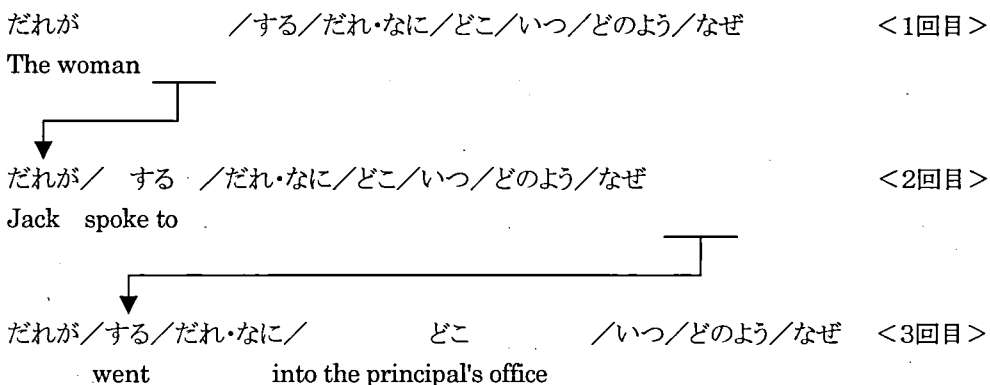 だれが ／する／だれ・なに／どこ／いつ／どのよう／なぜ ＜1回目＞
The woman
だれが／ する ／だれ・なに／どこ／いつ／どのよう／なぜ ＜2回目＞
Jack spoke to
だれが／する／だれ・なに／ どこ ／いつ／どのよう／なぜ ＜3回目＞
went into the principal's office